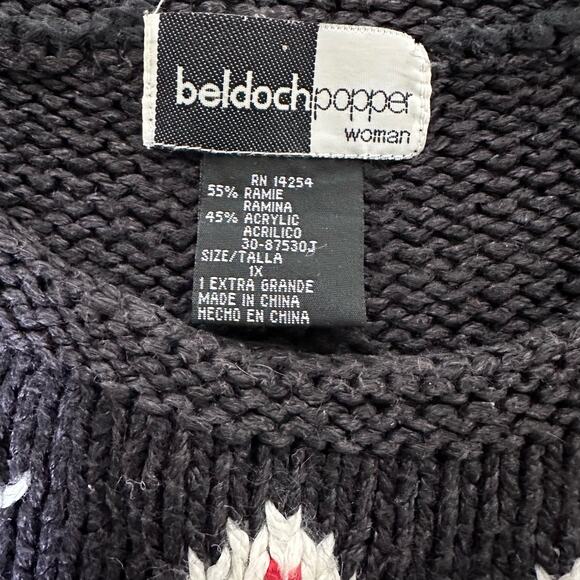 beldochpopper
woman
RN 14254
55% RAMIE
RAMINA
45% ACRYLIC
ACRILICO
30-87530J
SIZE/TALLA
1X
1 EXTRA GRANDE
MADE IN CHINA
HECHO EN CHINA